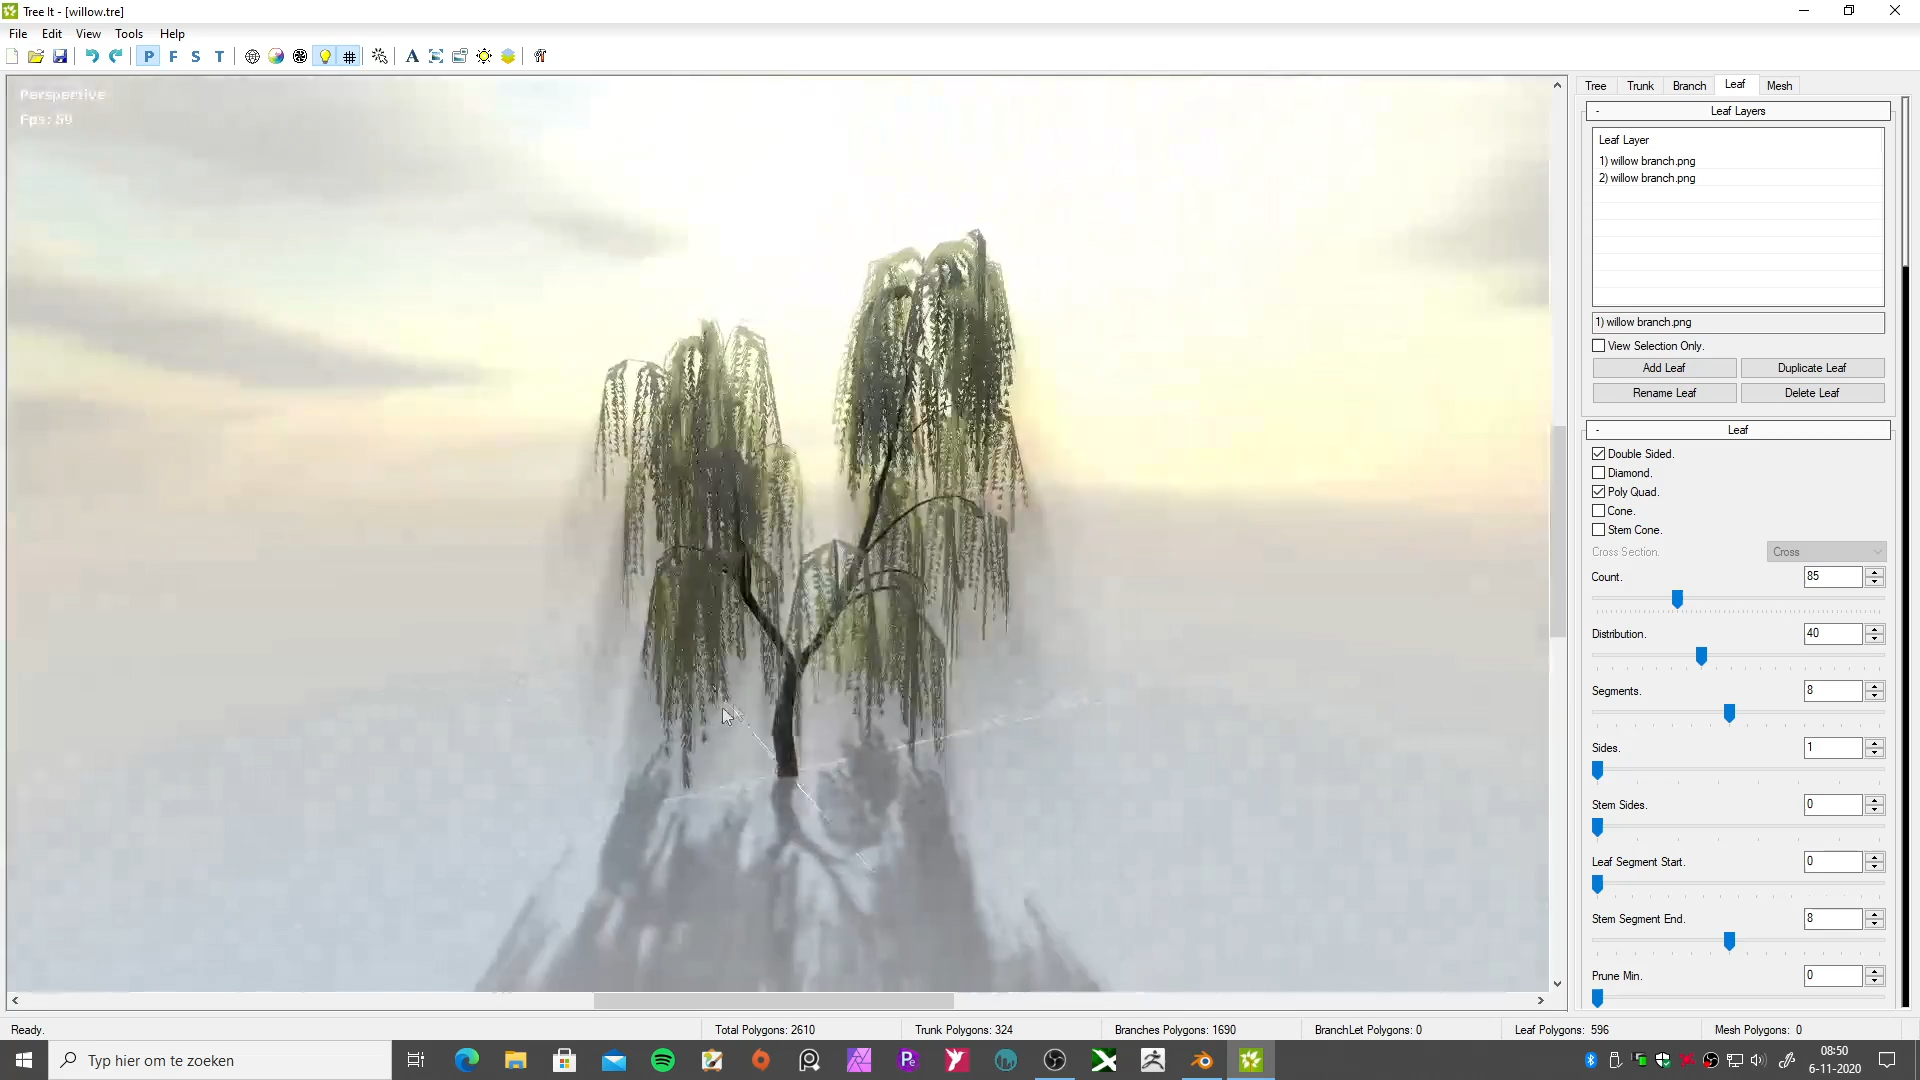 Tree It - [willow.tre]
File Edit View Tools Help
P F S T A
Perspective
Fps: 59
Tree Trunk Branch Leaf Mesh
- Leaf Layers
Leaf Layer
1) willow branch.png
2) willow branch.png
1) willow branch.png
View Selection Only.
Add Leaf Duplicate Leaf
Rename Leaf Delete Leaf
- Leaf
Double Sided.
Diamond.
Poly Quad.
Cone.
Stem Cone.
Cross Section. Cross
Count. 85
Distribution. 40
Segments. 8
Sides. 1
Stem Sides. 0
Leaf Segment Start. 0
Stem Segment End. 8
Prune Min. 0
Ready. Total Polygons: 2610 Trunk Polygons: 324 Branches Polygons: 1690 BranchLet Polygons: 0 Leaf Polygons: 596 Mesh Polygons: 0
Typ hier om te zoeken
08:50
6-11-2020